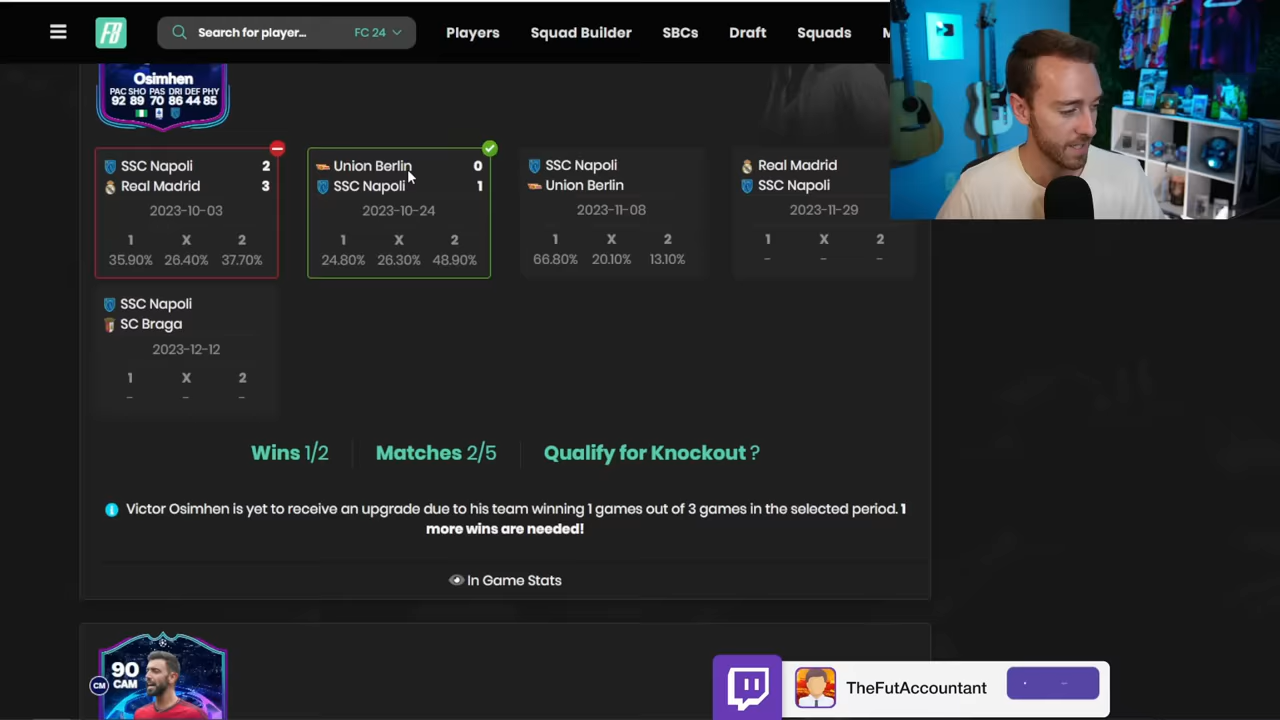 FB
Search for player...
FC 24
Players
Squad Builder
SBCs
Draft
Squads
M
Osimhen
PAC SHO PAS DRI DEF PHY
92 89 70 86 44 85
SSC Napoli 2
Real Madrid 3
2023-10-03
1 X 2
35.90% 26.40% 37.70%
Union Berlin 0
SSC Napoli 1
2023-10-24
1 X 2
24.80% 26.30% 48.90%
SSC Napoli
Union Berlin
2023-11-08
1 X 2
66.80% 20.10% 13.10%
Real Madrid
SSC Napoli
2023-11-29
1 X 2
- - -
SSC Napoli
SC Braga
2023-12-12
1 X 2
- - -
Wins 1/2
Matches 2/5
Qualify for Knockout ?
Victor Osimhen is yet to receive an upgrade due to his team winning 1 games out of 3 games in the selected period. 1
more wins are needed!
In Game Stats
90
CAM
CM
TheFutAccountant